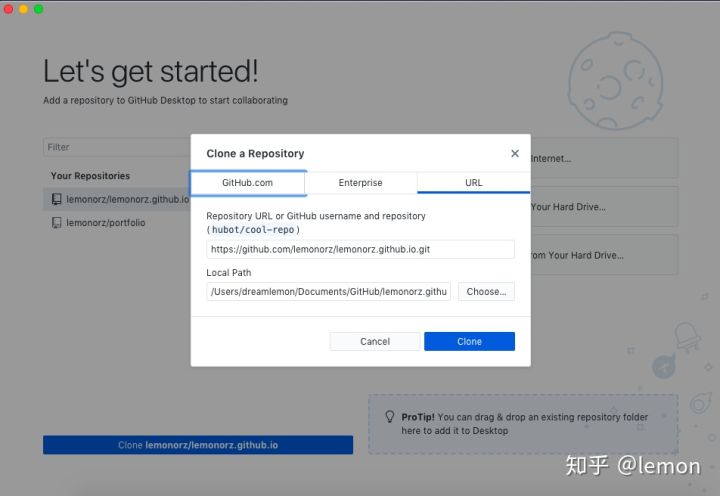 Let's get started!
Add a repository to GitHub Desktop to start collaborating
Filter
Your Repositories
lemonorz/lemonorz.github.io
lemonorz/portfolio
Internet...
Your Hard Drive...
from Your Hard Drive...
Clone a Repository
GitHub.com
Enterprise
URL
Repository URL or GitHub username and repository
(hubot/cool-repo)
https://github.com/lemonorz/lemonorz.github.io.git
Local Path
/Users/dreamlemon/Documents/GitHub/lemonorz.githu
Choose...
Cancel
Clone
ProTip! You can drag & drop an existing repository folder
here to add it to Desktop
Clone lemonorz/lemonorz.github.io
知乎 @lemon